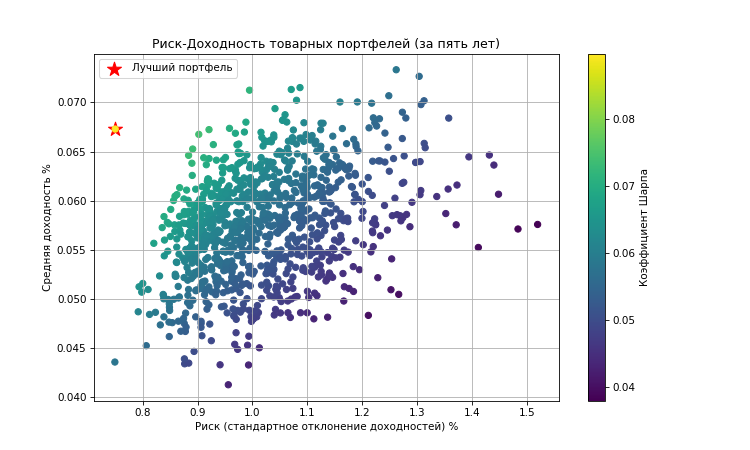 Риск-Доходность товарных портфелей (за пять лет)
Лучший портфель
Средняя доходность %
0.070
0.065
0.060
0.055
0.050
0.045
0.040
0.8 0.9 1.0 1.1 1.2 1.3 1.4 1.5
Риск (стандартное отклонение доходностей) %
0.08
0.07
0.06
0.05
0.04
Коэффициент Шарпа